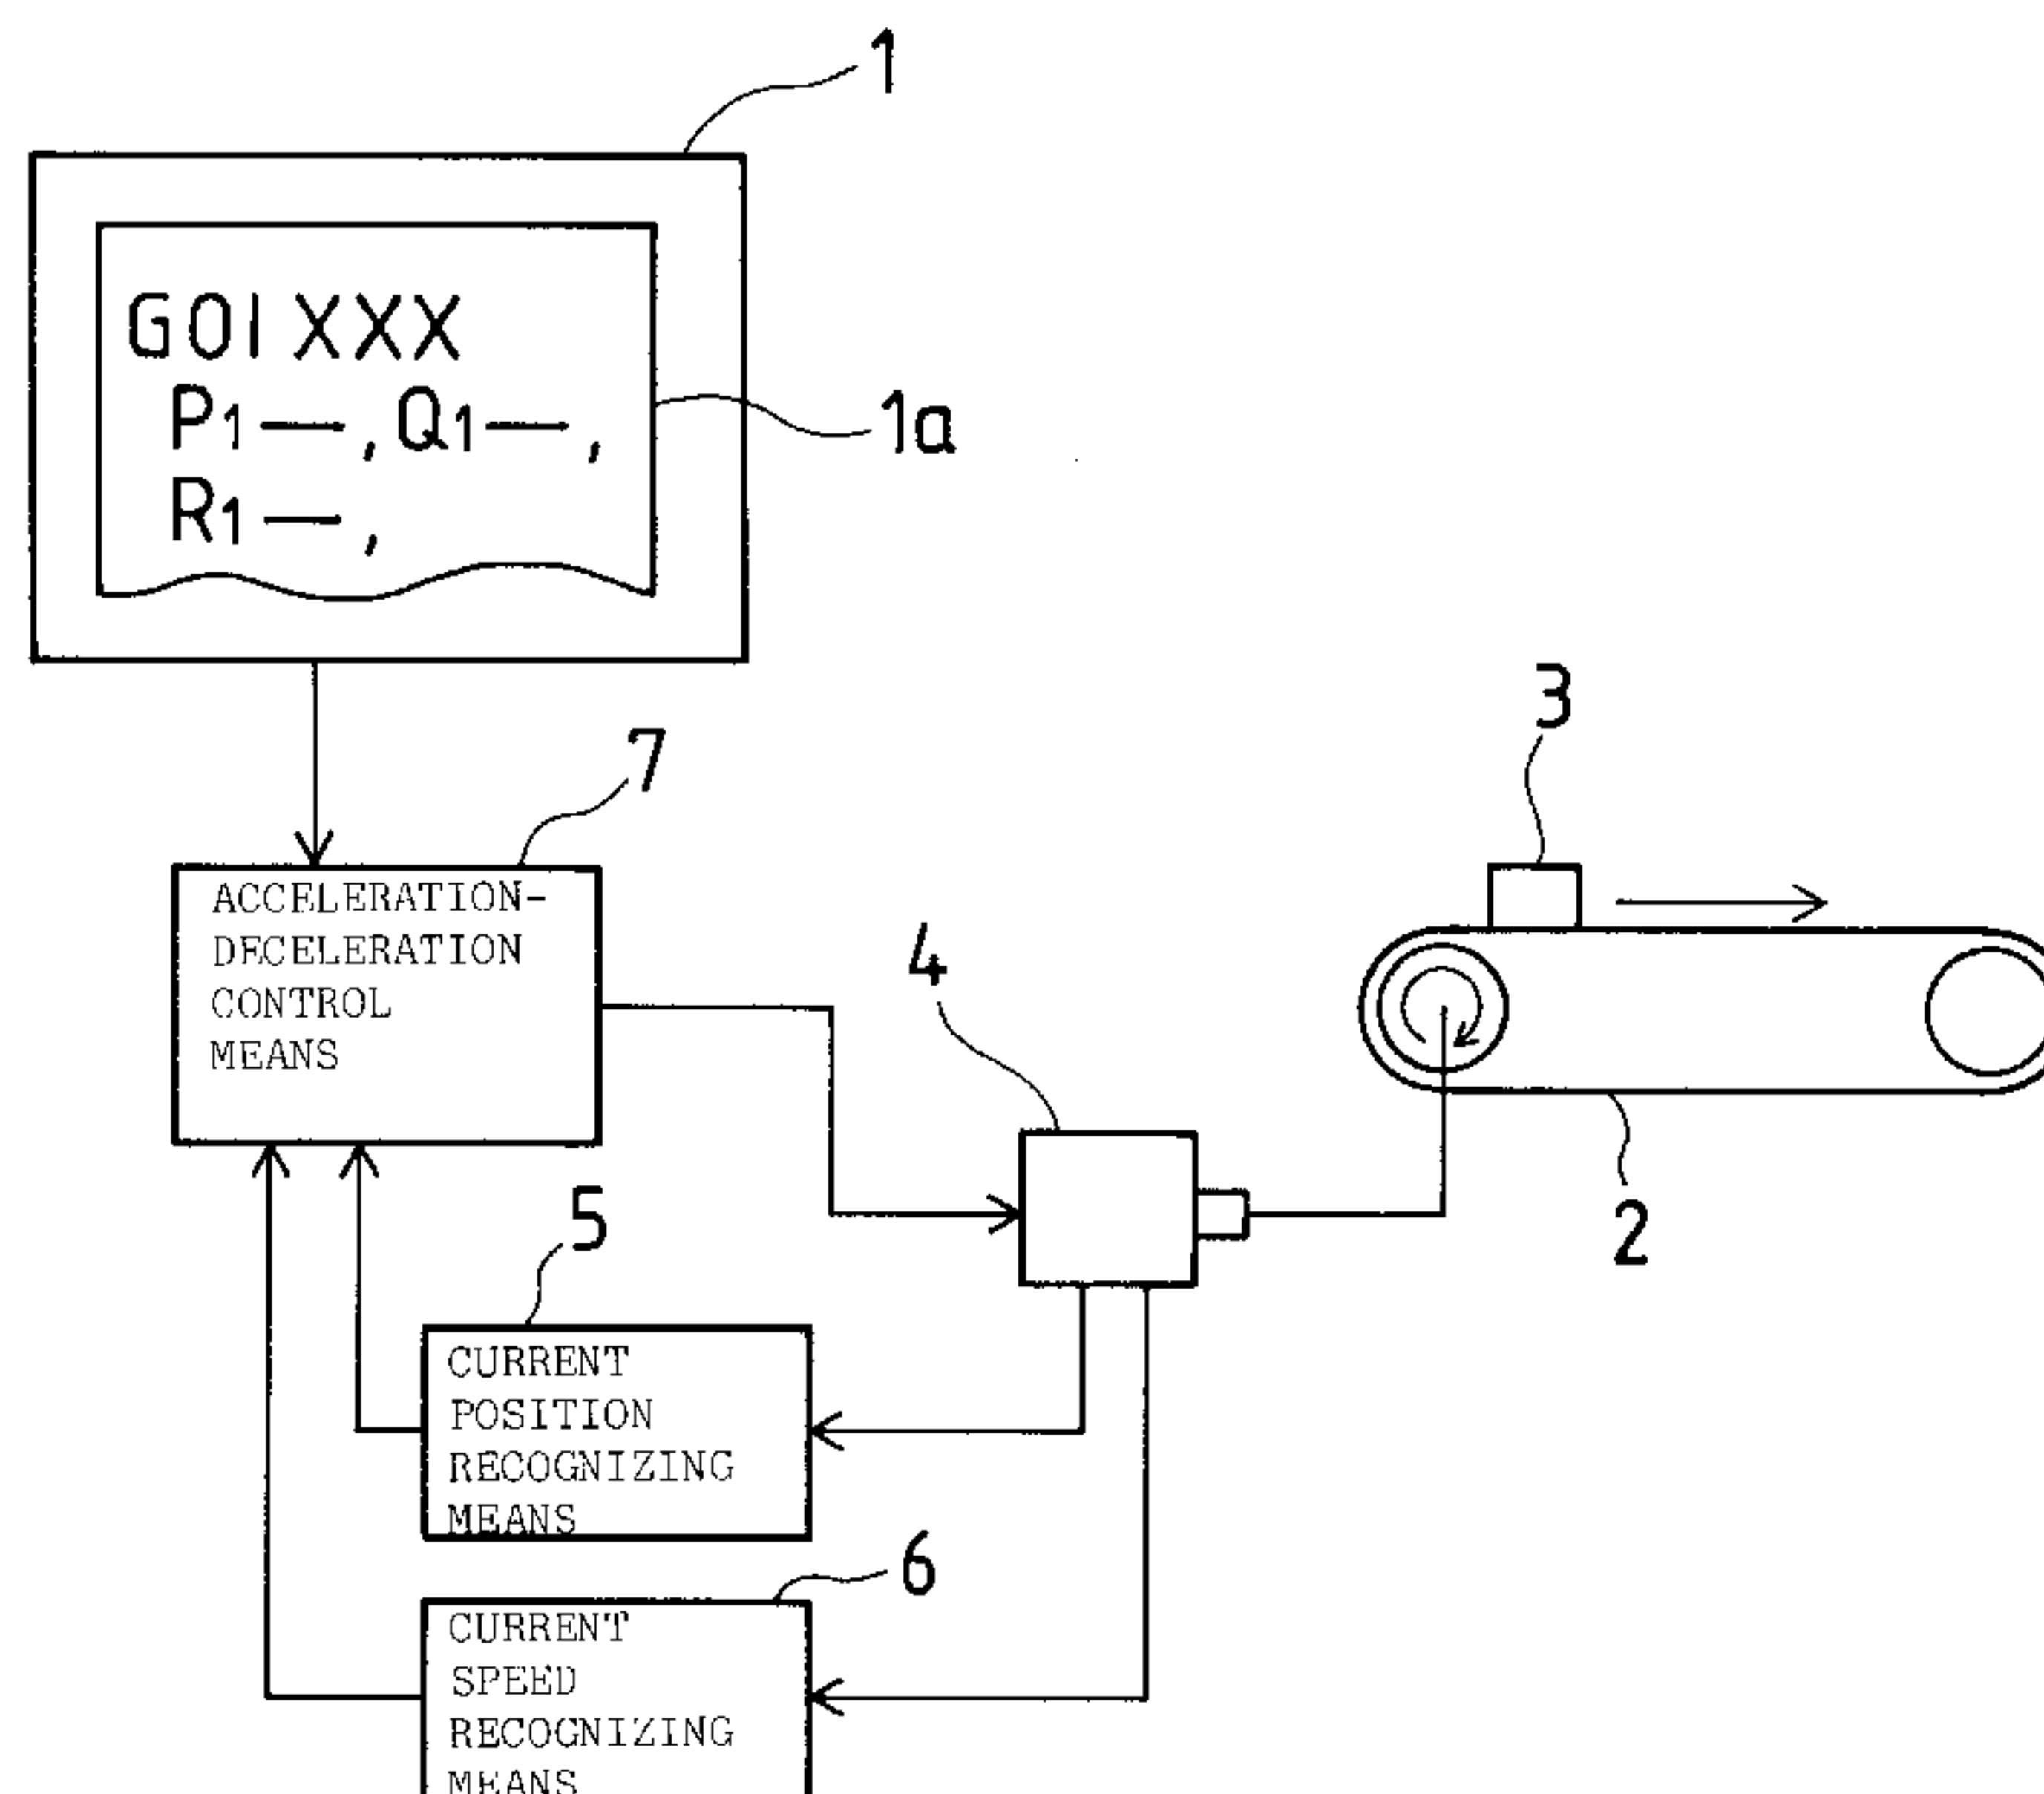 1
GO1 XXX
P1—, Q1—,
1a
R1—,
3
7
ACCELERATION-
DECELERATION
CONTROL
MEANS
4
5
2
CURRENT
POSITION
RECOGNIZING
MEANS
6
CURRENT
SPEED
RECOGNIZING
MEANS